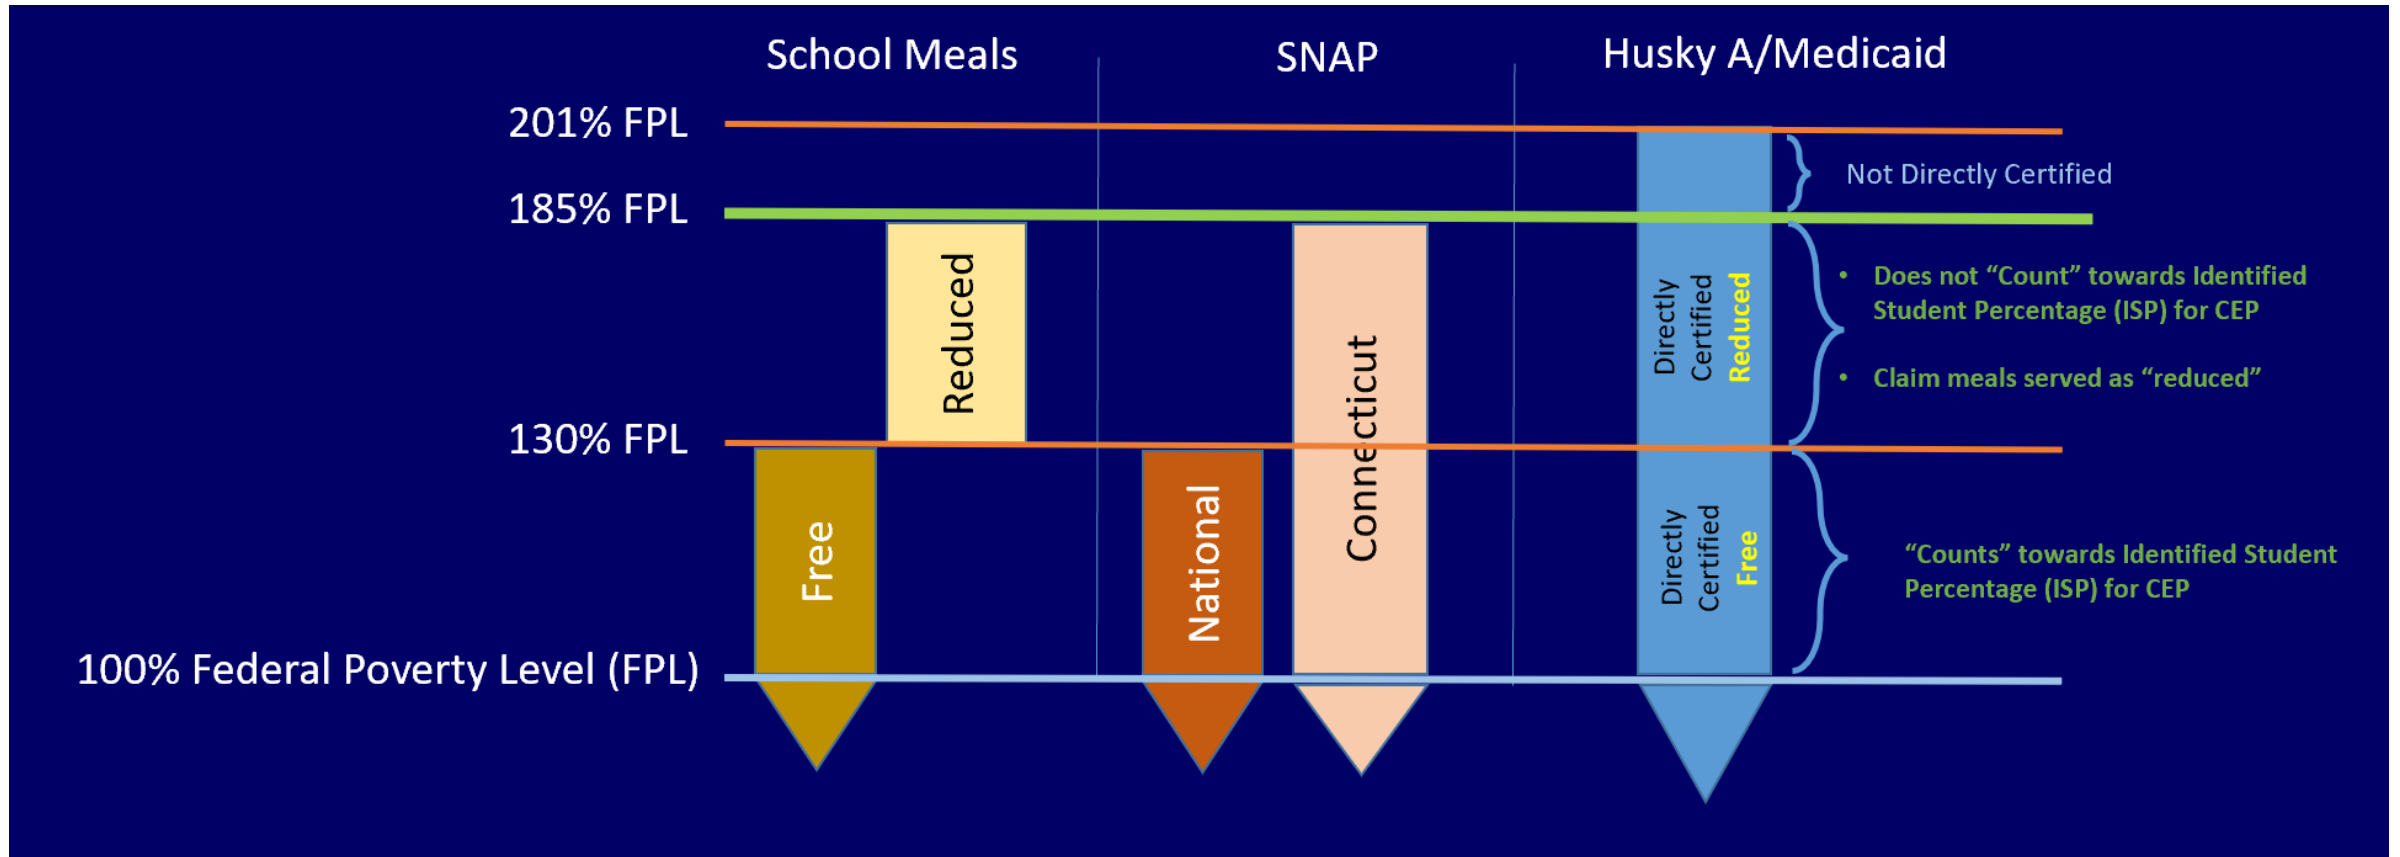 School Meals
SNAP
Husky A/Medicaid
201% FPL
Not Directly Certified
185% FPL
Reduced
Connecticut
Directly
Certified
Reduced
• Does not “Count” towards Identified
Student Percentage (ISP) for CEP
• Claim meals served as “reduced”
130% FPL
Free
National
Directly
Certified
Free
“Counts” towards Identified Student
Percentage (ISP) for CEP
100% Federal Poverty Level (FPL)